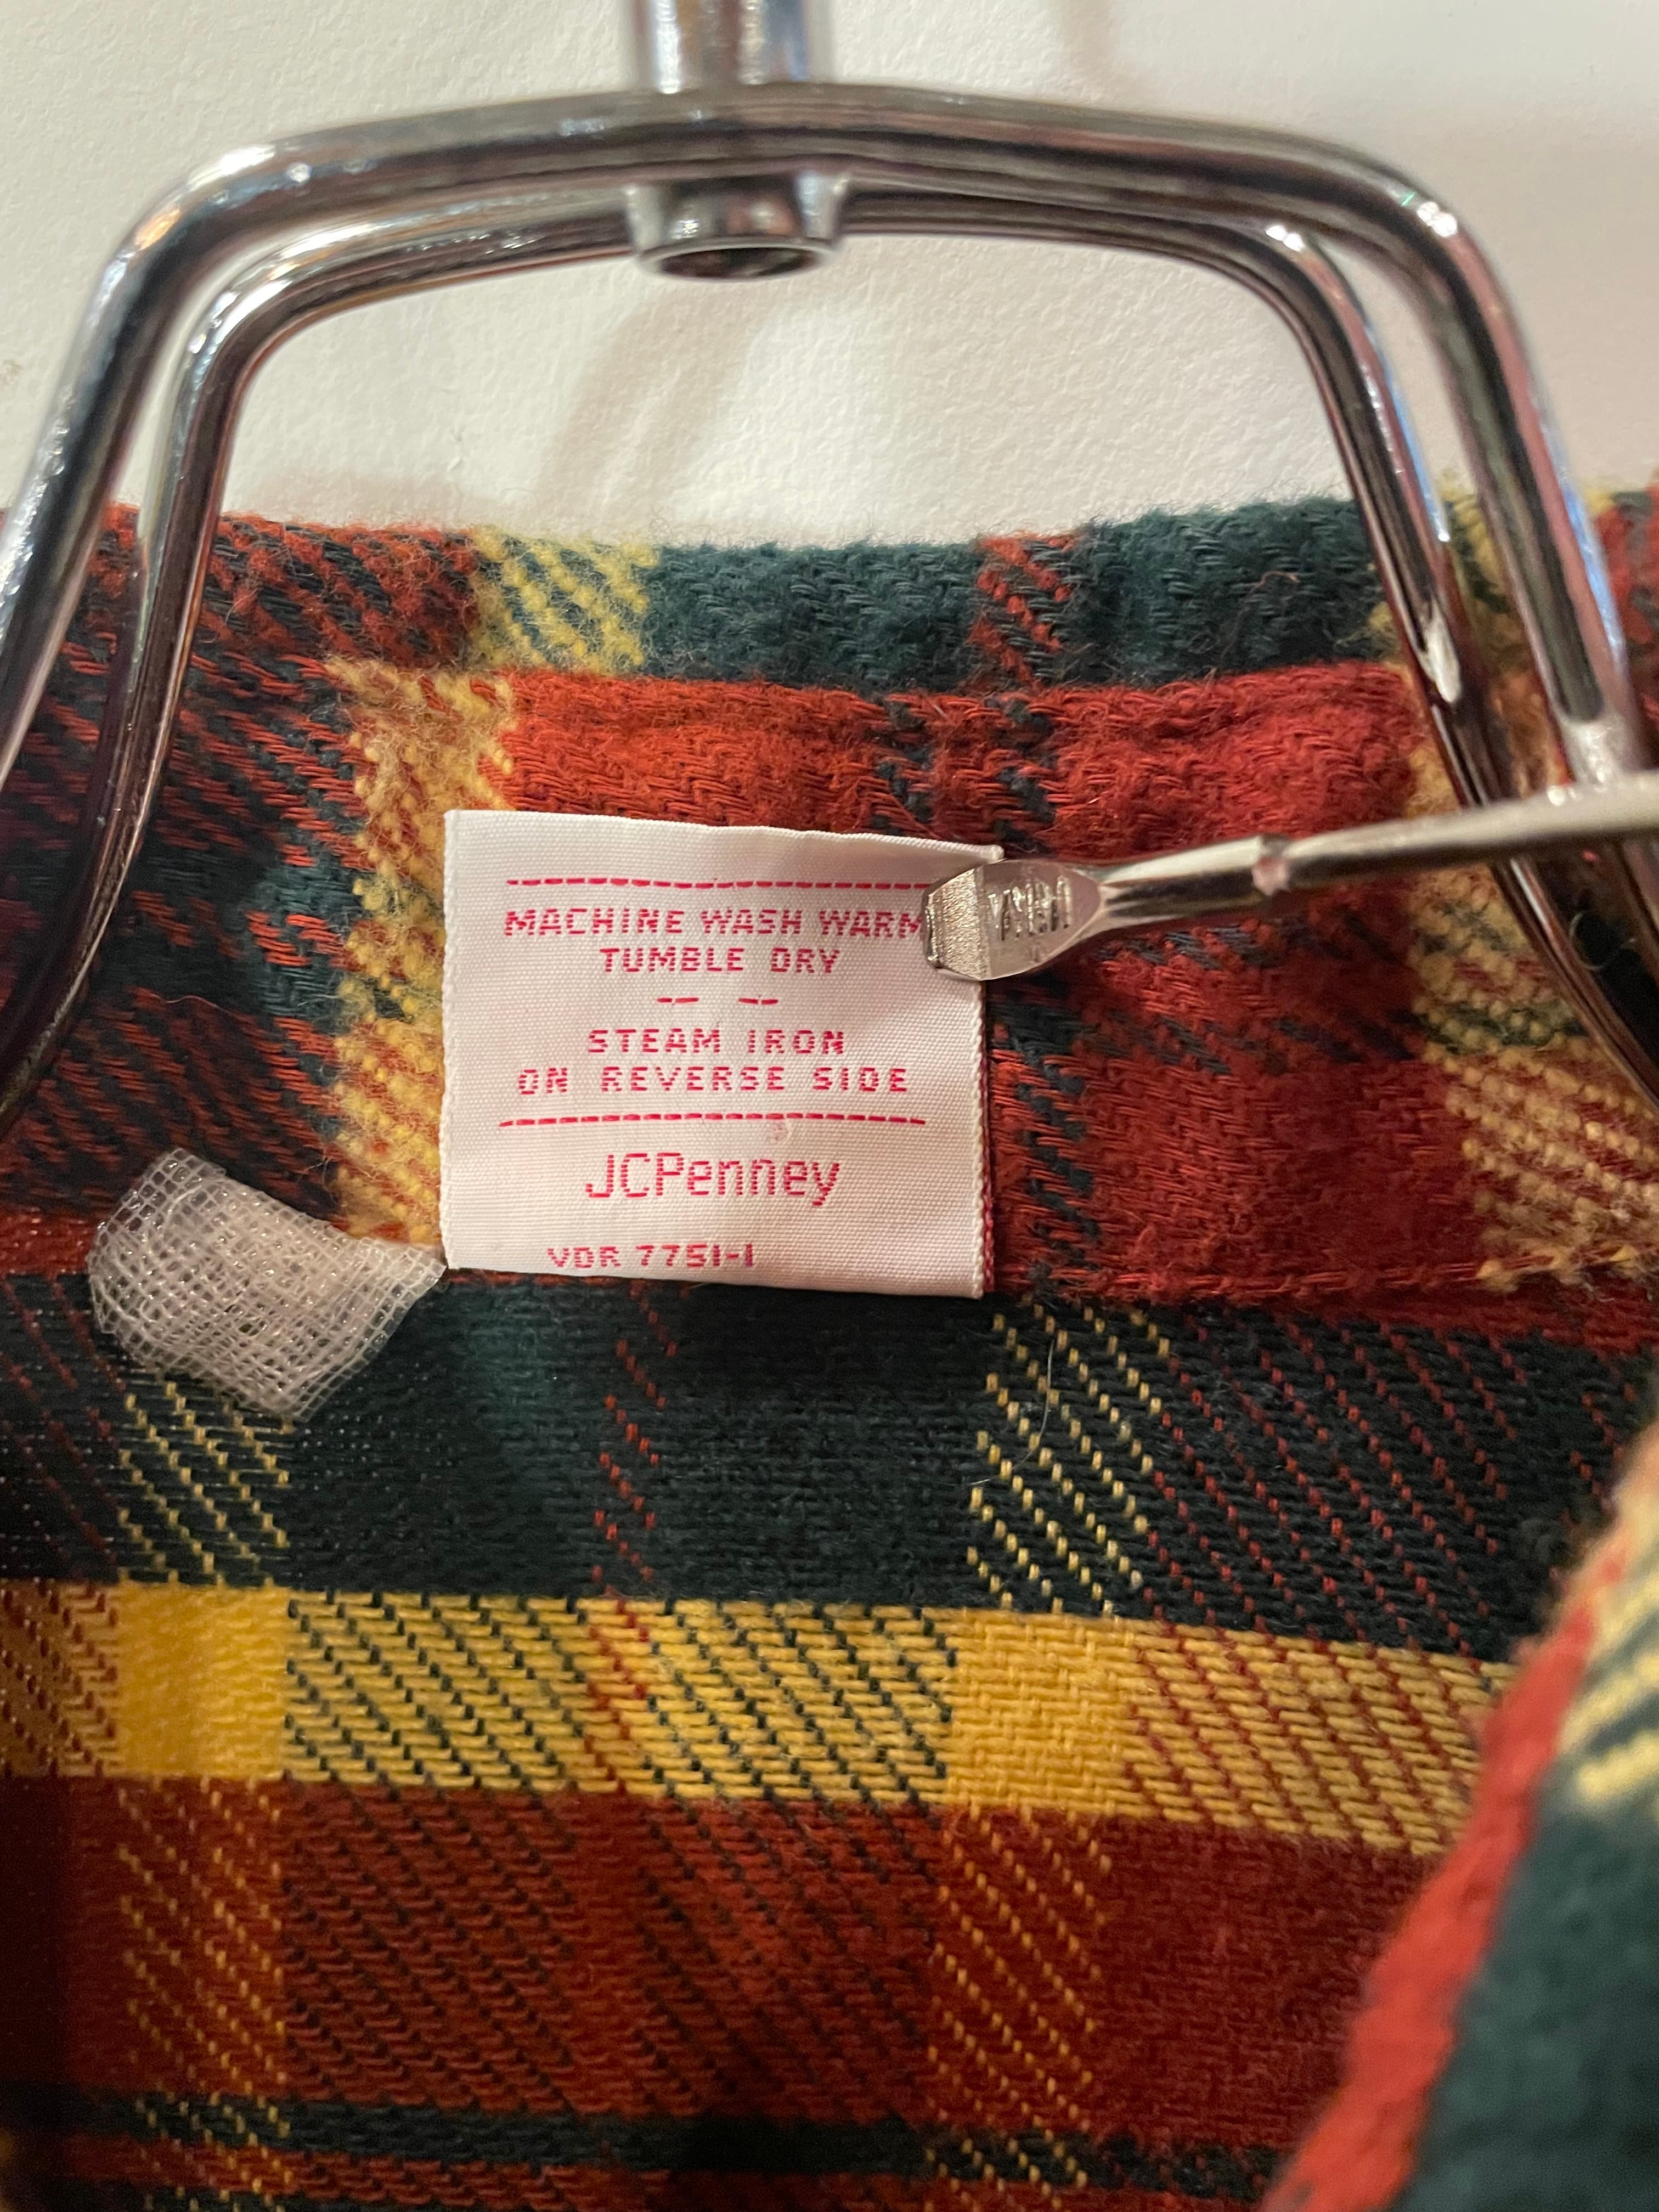 MACHINE WASH WARM
TUMBLE DRY
STEAM IRON
ON REVERSE SIDE
JCPenney
VDR 7751-1